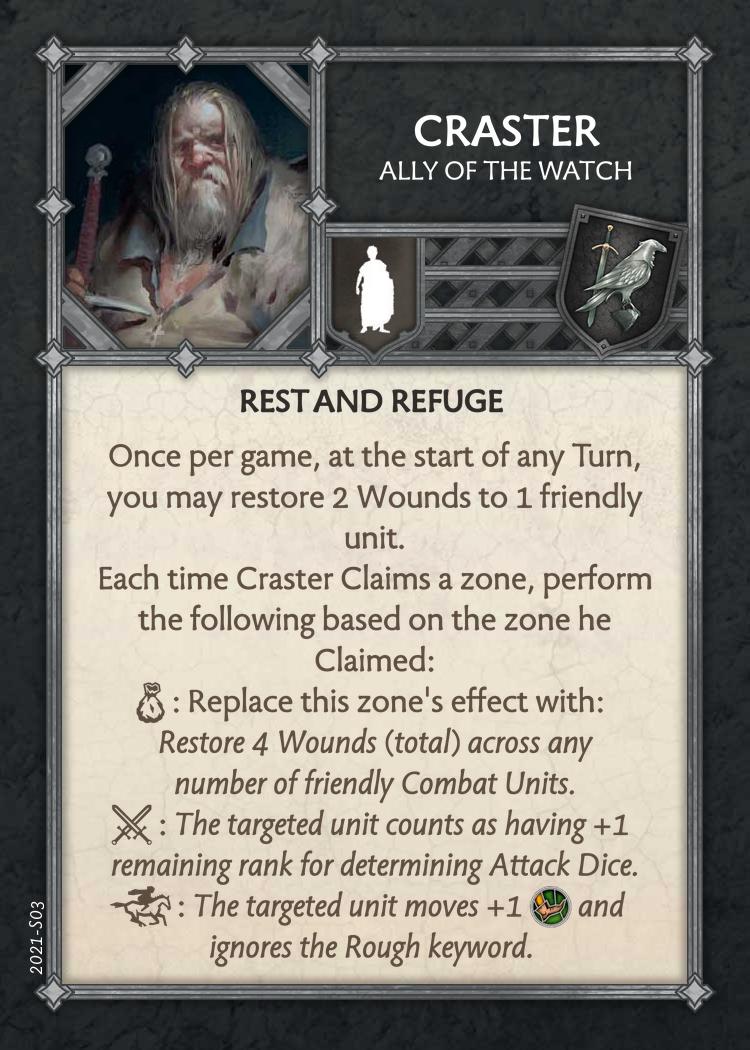 CRASTER
ALLY OF THE WATCH
REST AND REFUGE
Once per game, at the start of any Turn,
you may restore 2 Wounds to 1 friendly
unit.
Each time Craster Claims a zone, perform
the following based on the zone he
Claimed:
: Replace this zone's effect with:
Restore 4 Wounds (total) across any
number of friendly Combat Units.
: The targeted unit counts as having +1
remaining rank for determining Attack Dice.
: The targeted unit moves +1 and
ignores the Rough keyword.
2021-S03